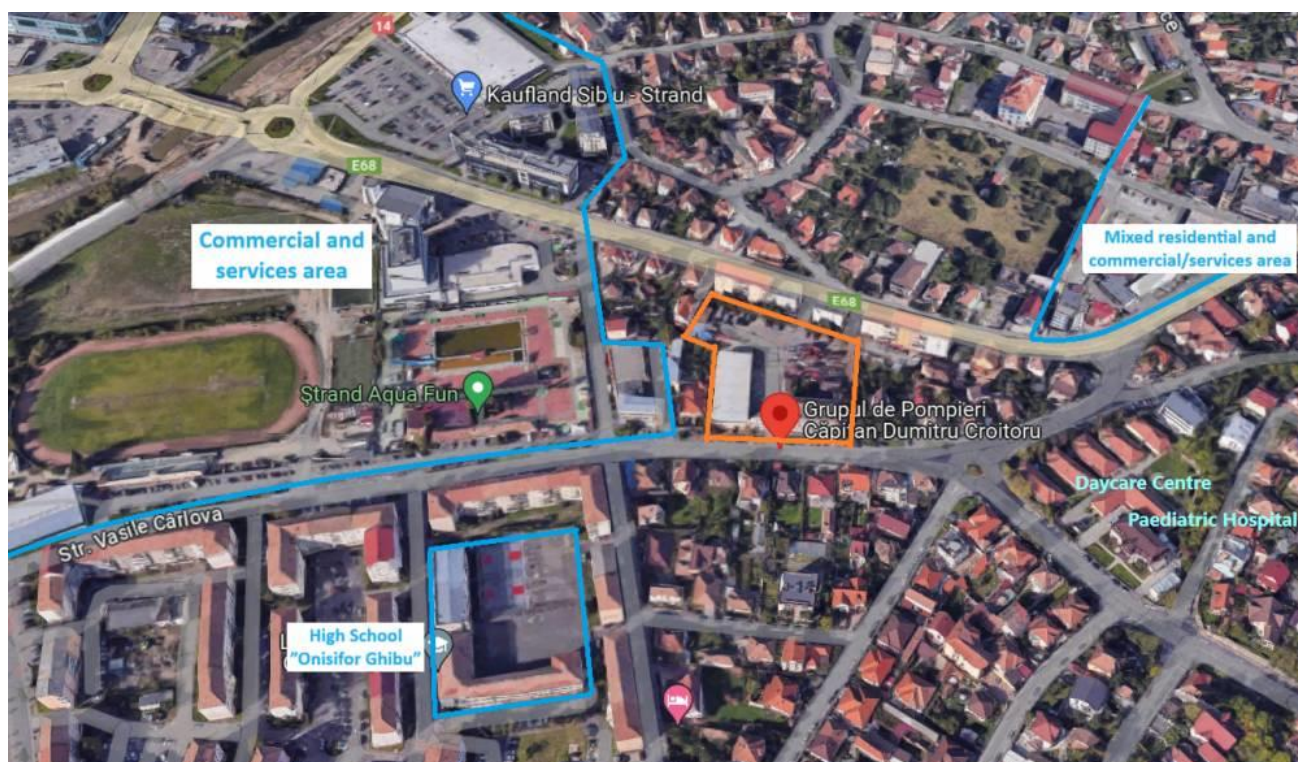 14
ce
Kaufland Sibiu - Strand
E68
Commercial and
services area
Mixed residential and
commercial/services area
E68
Ștrand Aqua Fun
Grupul de Pompieri
Căpitan Dumitru Croitoru
Daycare Centre
Paediatric Hospital
Str. Vasile Cârlova
High School
"Onisifor Ghibu"